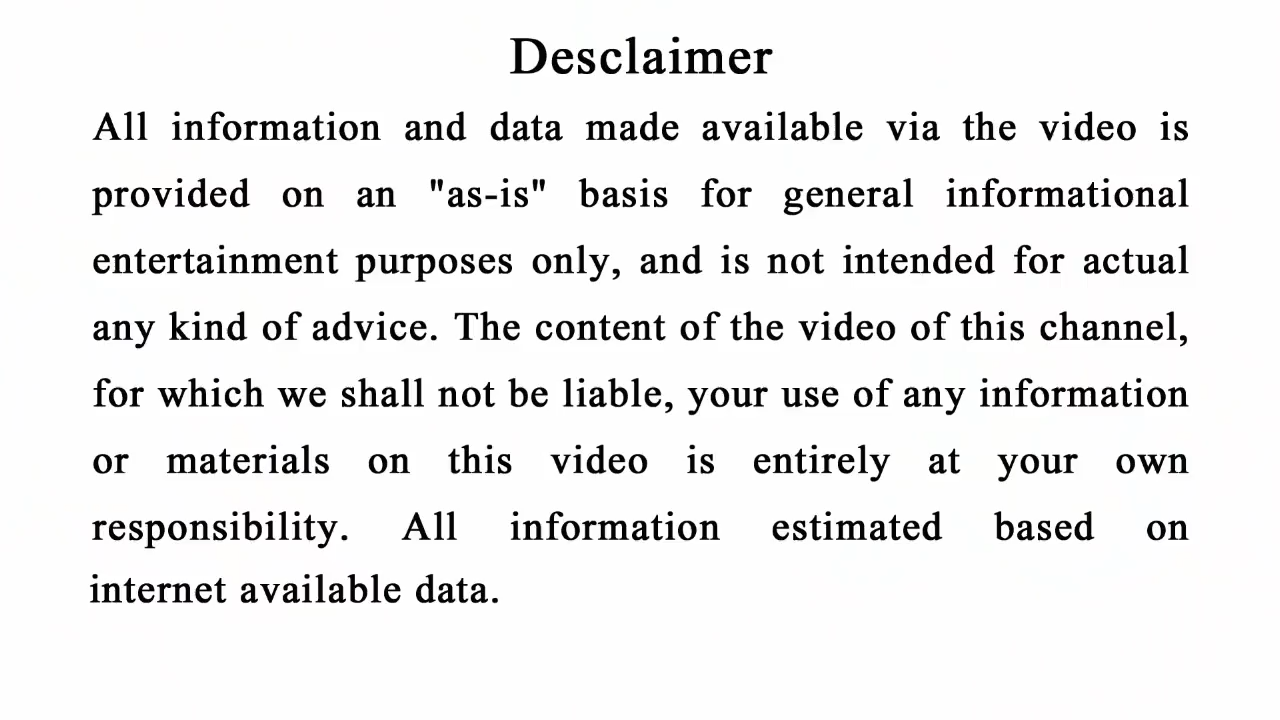 Desclaimer
All information and data made available via the video is
provided on an "as-is" basis for general informational
entertainment purposes only, and is not intended for actual
any kind of advice. The content of the video of this channel,
for which we shall not be liable, your use of any information
or materials on this video is entirely at your own
responsibility. All information estimated based on
internet available data.